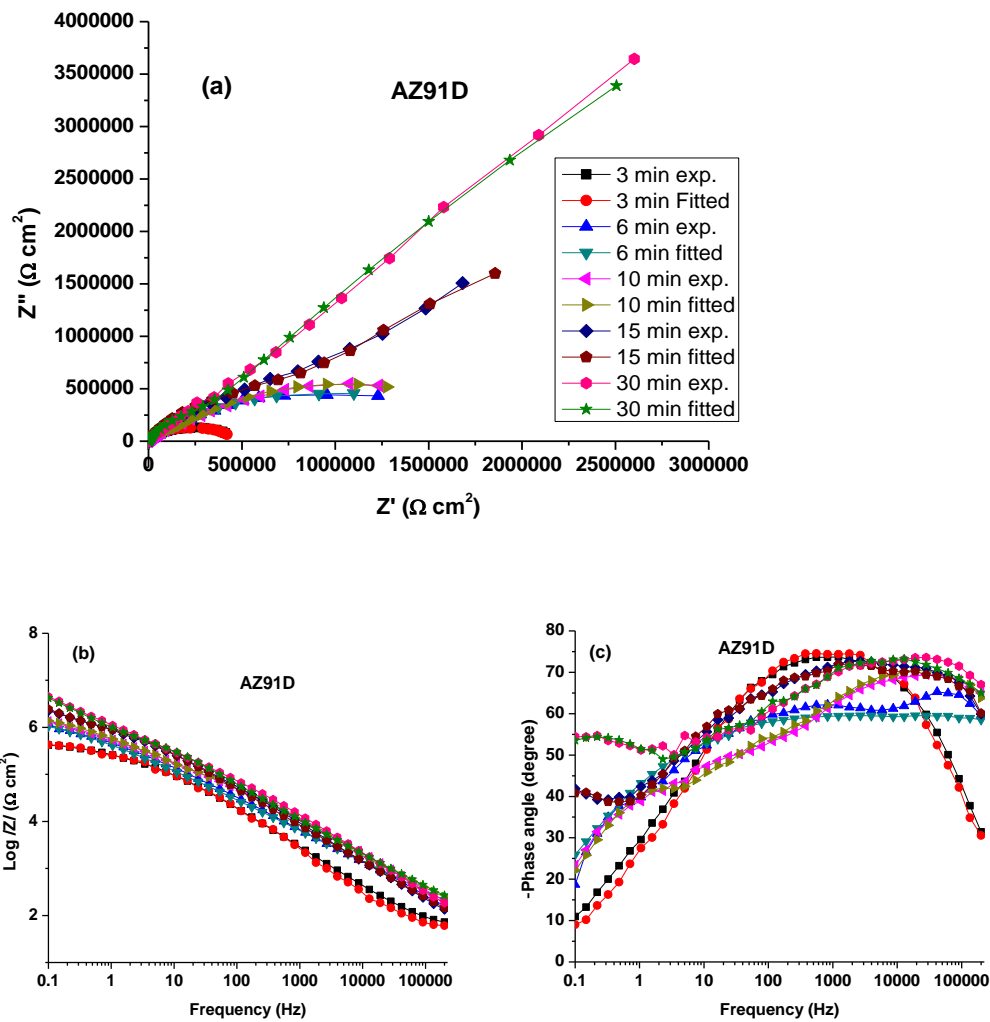 4000000
3500000
3000000
2500000
2000000
1500000
1000000
500000
0
Z'' (Ω cm²)
(a)
AZ91D
3 min exp.
3 min Fitted
6 min exp.
6 min fitted
10 min exp.
10 min fitted
15 min exp.
15 min fitted
30 min exp.
30 min fitted
0 500000 1000000 1500000 2000000 2500000 3000000
Z' (Ω cm²)
8
6
4
2
Log /Z/ (Ω cm²)
(b)
AZ91D
0.1 1 10 100 1000 10000 100000
Frequency (Hz)
80
70
60
50
40
30
20
10
0
-Phase angle (degree)
(c)
AZ91D
0.1 1 10 100 1000 10000 100000
Frequency (Hz)